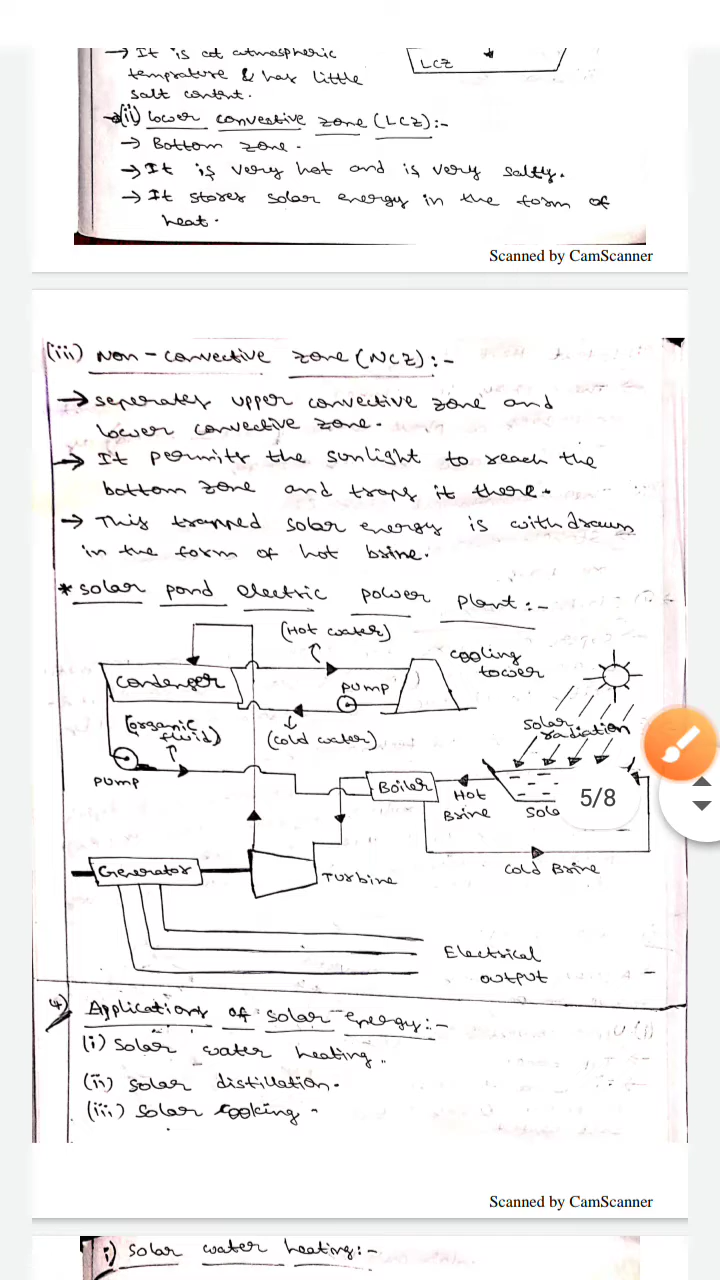 → It is at atmospheric
temprature & has little
salt content.
LCZ
→(ii) Lower convective zone (LCZ):-
→ Bottom zone.
→ It is very hot and is very salty.
→ It stores solar energy in the form of
heat.
Scanned by CamScanner
(iii) Non-convective zone (NCZ):-
→ seperates upper convective zone and
lower convective zone.
→ It permits the sunlight to reach the
bottom zone and traps it there.
→ This trapped solar energy is withdrawn
in the form of hot brine.
* Solar pond electric power plant:-
(Hot water)
cooling
tower
Condenser
pump
solar
radiation
(organic
fluid)
(cold water)
pump
Boiler
Hot
Brine
5/8
Generator
Turbine
Cold Brine
Electrical
output
4) Applications of solar energy:-
(i) Solar water heating.
(ii) Solar distillation.
(iii) Solar cooking.
Scanned by CamScanner
i) Solar water heating:-